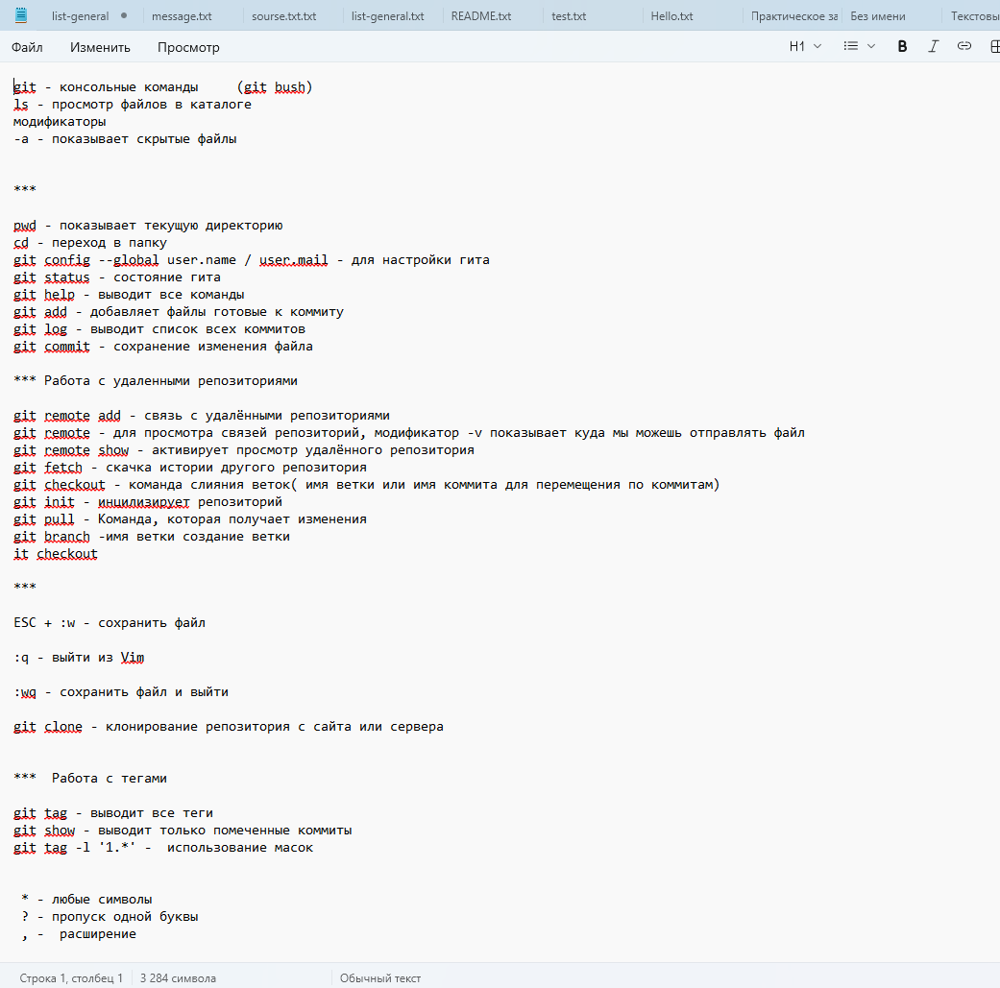 list-general
message.txt
sourse.txt.txt
list-general.txt
README.txt
test.txt
Hello.txt
Практическое за
Без имени
Текстовы
Файл Изменить Просмотр H1 B I
git - консольные команды (git bush)
ls - просмотр файлов в каталоге
модификаторы
-a - показывает скрытые файлы
***
pwd - показывает текущую директорию
cd - переход в папку
git config --global user.name / user.mail - для настройки гита
git status - состояние гита
git help - выводит все команды
git add - добавляет файлы готовые к коммиту
git log - выводит список всех коммитов
git commit - сохранение изменения файла
*** Работа с удаленными репозиториями
git remote add - связь с удалёнными репозиториями
git remote - для просмотра связей репозиторий, модификатор -v показывает куда мы можешь отправлять файл
git remote show - активирует просмотр удалённого репозитория
git fetch - скачка истории другого репозитория
git checkout - команда слияния веток( имя ветки или имя коммита для перемещения по коммитам)
git init - инцилизирует репозиторий
git pull - Команда, которая получает изменения
git branch -имя ветки создание ветки
it checkout
***
ESC + :w - сохранить файл
:q - выйти из Vim
:wq - сохранить файл и выйти
git clone - клонирование репозитория с сайта или сервера
*** Работа с тегами
git tag - выводит все теги
git show - выводит только помеченные коммиты
git tag -l '1.*' - использование масок
* - любые символы
? - пропуск одной буквы
, - расширение
Строка 1, столбец 1 3 284 символа Обычный текст